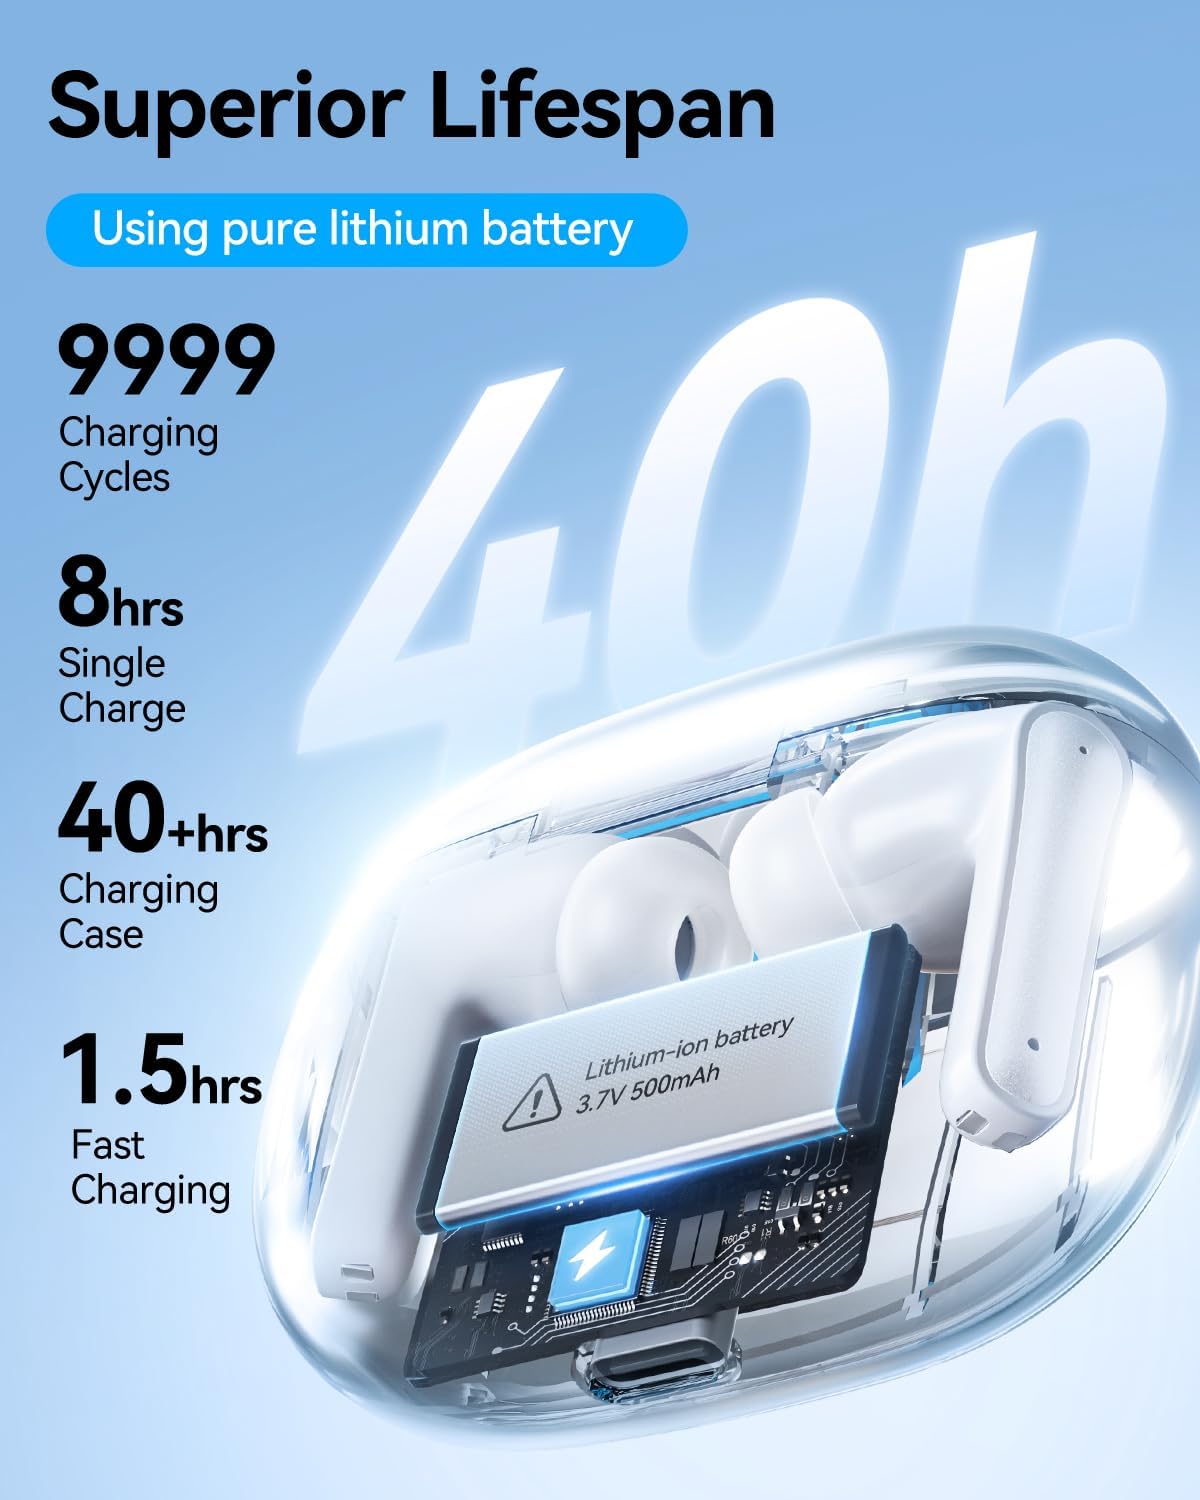 Superior Lifespan
Using pure lithium battery
40h
9999
Charging
Cycles
8hrs
Single
Charge
40+hrs
Charging
Case
1.5hrs
Fast
Charging
Lithium-ion battery
3.7V 500mAh